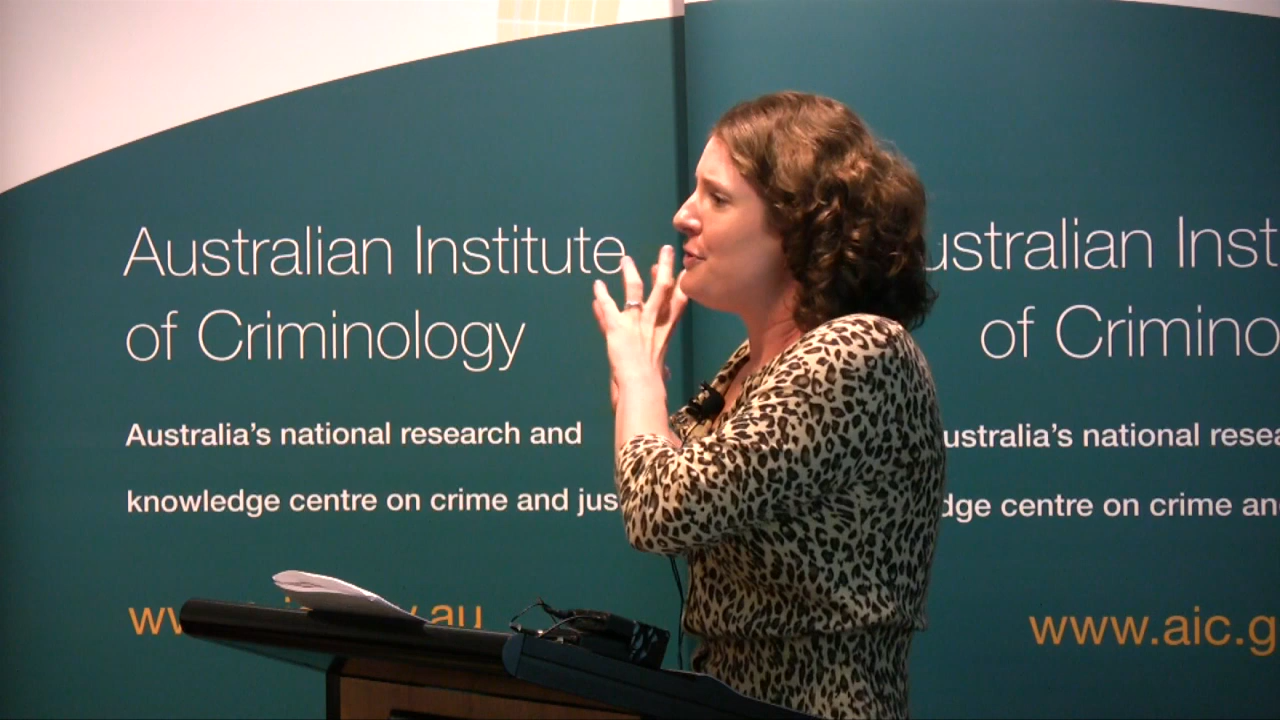 Australian Institute
of Criminology
Australia's national research and
knowledge centre on crime and jus
ustralian Inst
of Crimino
ustralia's national resea
dge centre on crime an
www.aic.g